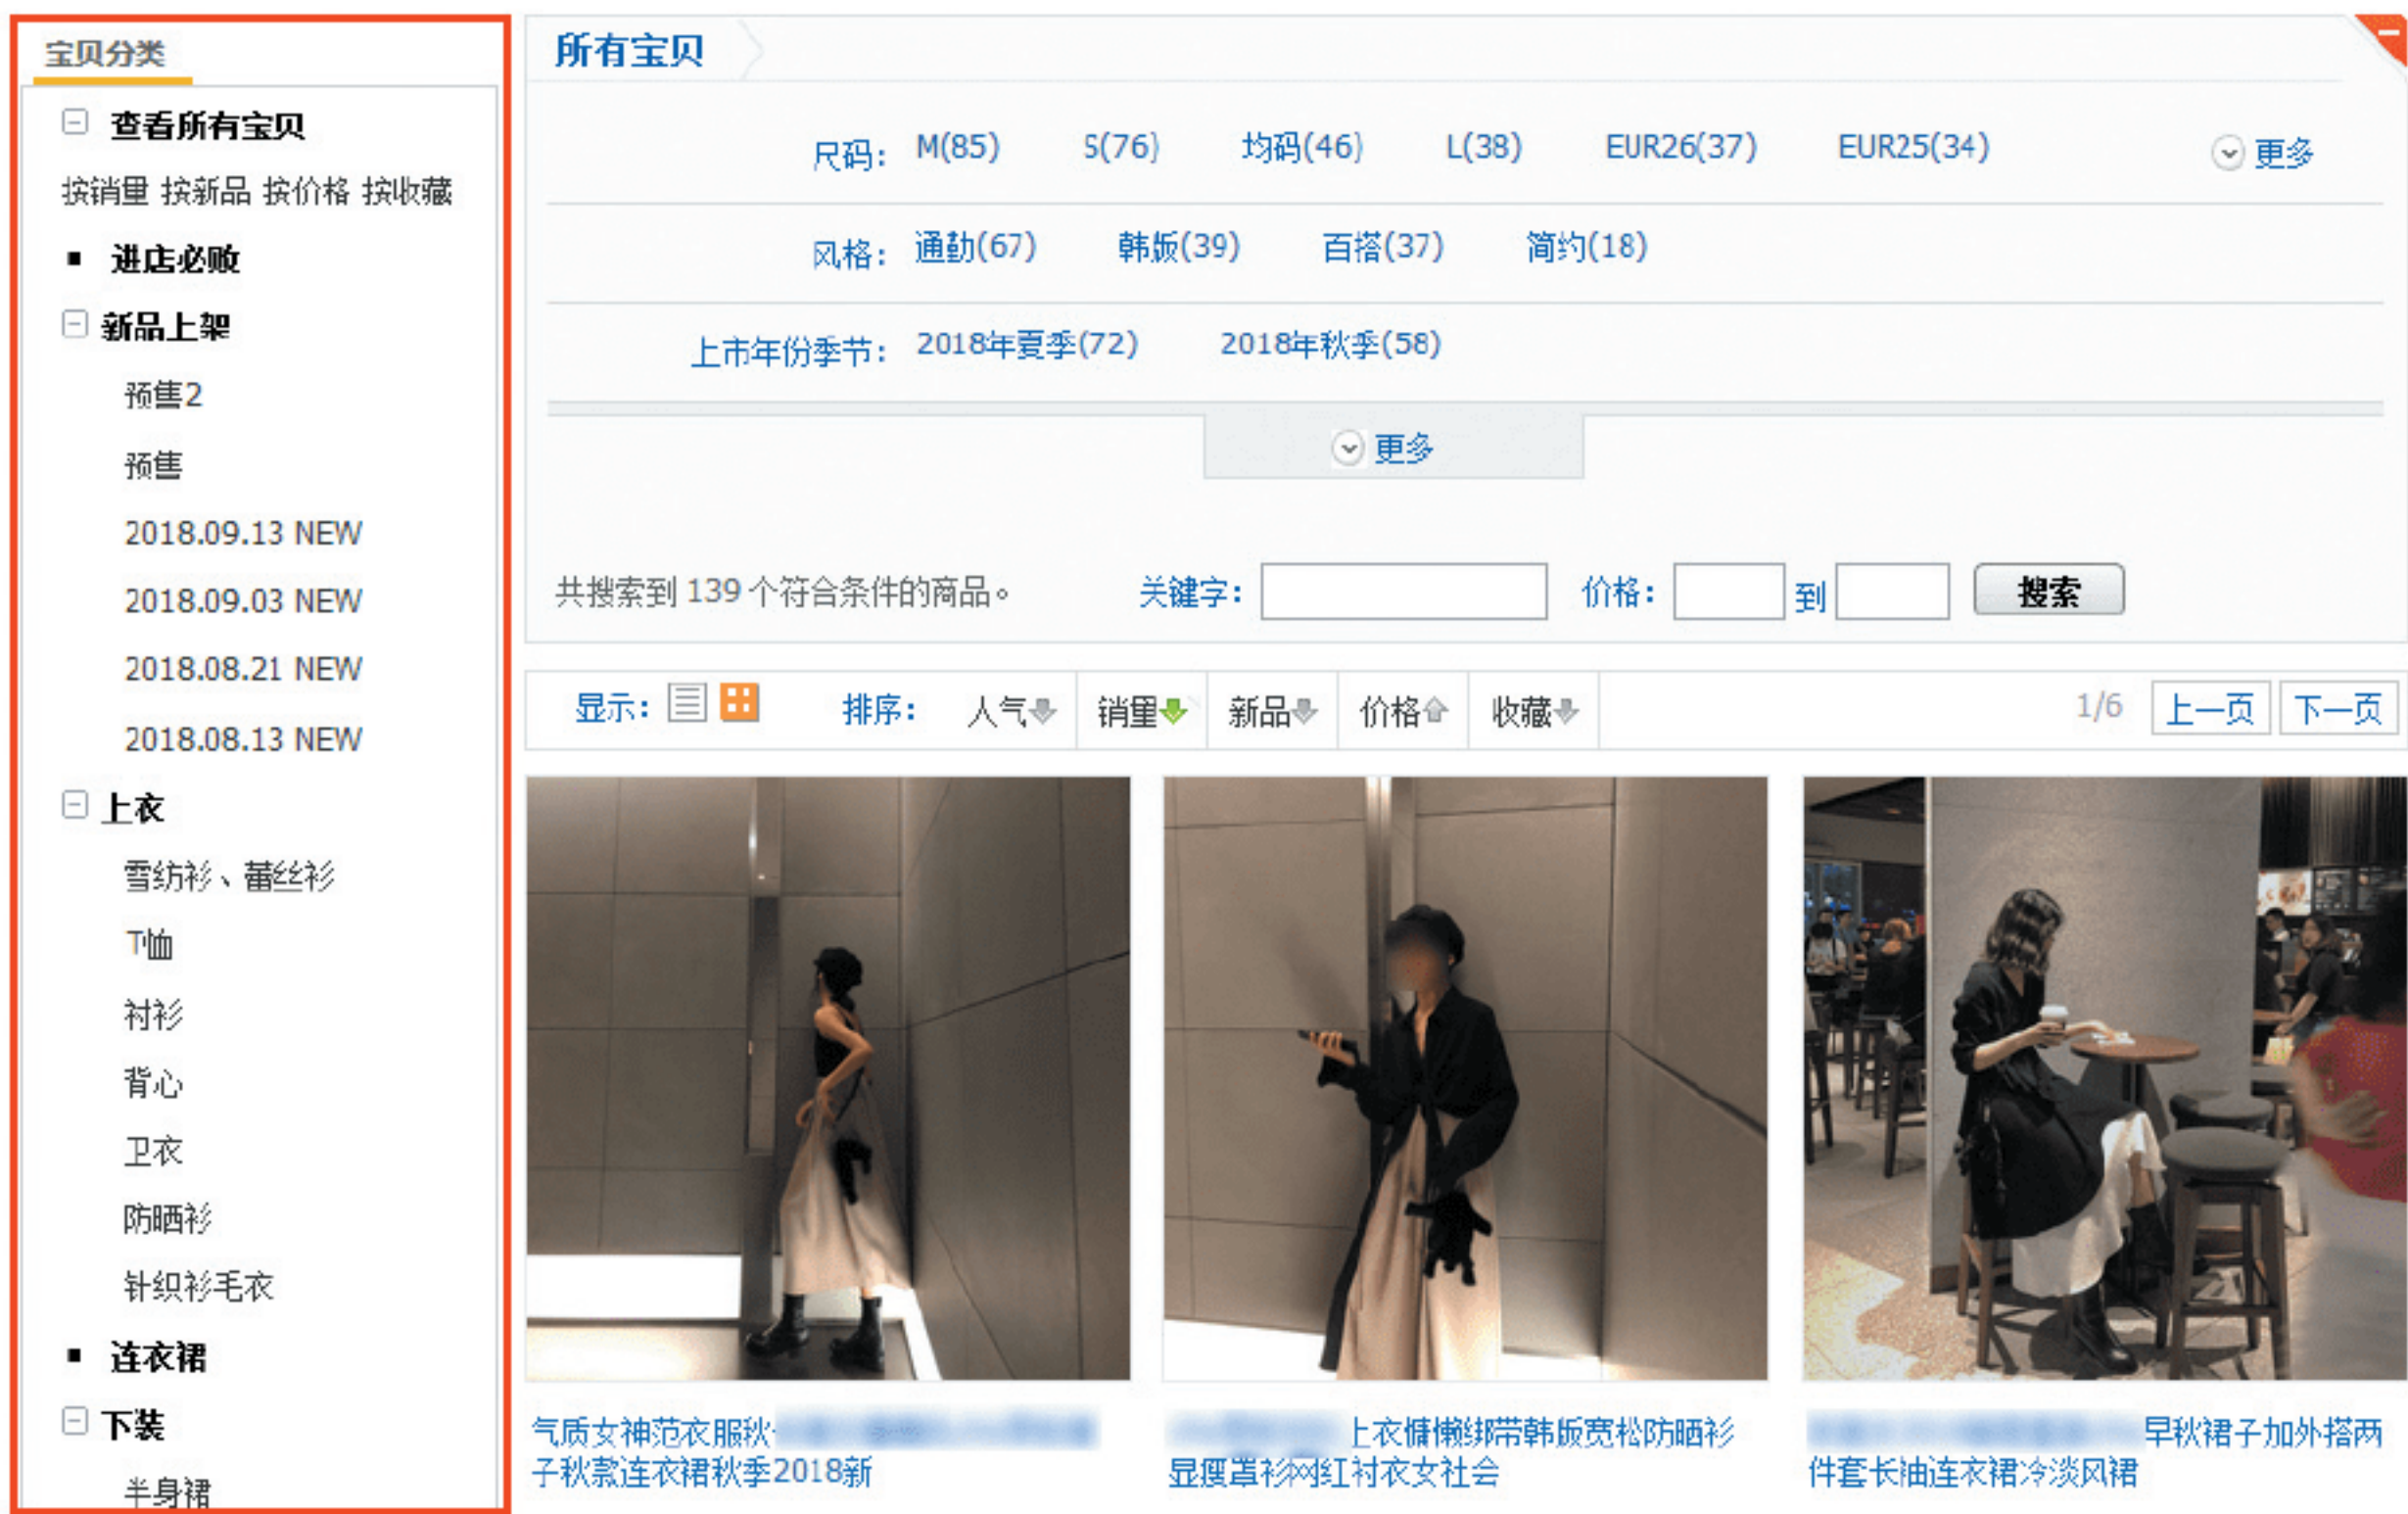 宝贝分类
查看所有宝贝
按销量 按新品 按价格 按收藏
进店必败
新品上架
预售2
预售
2018.09.13 NEW
2018.09.03 NEW
2018.08.21 NEW
2018.08.13 NEW
上衣
雪纺衫、蕾丝衫
T恤
衬衫
背心
卫衣
防晒衫
针织衫毛衣
连衣裙
下装
半身裙
所有宝贝
尺码: M(85) S(76) 均码(46) L(38) EUR26(37) EUR25(34) 更多
风格: 通勤(67) 韩版(39) 百搭(37) 简约(18)
上市年份季节: 2018年夏季(72) 2018年秋季(58)
更多
共搜索到 139 个符合条件的商品。 关键字: 价格: 到 搜索
显示: 排序: 人气 销量 新品 价格 收藏 1/6 上一页 下一页
气质女神范衣服秋
子秋款连衣裙秋季2018新
上衣慵懒绑带韩版宽松防晒衫
显瘦罩衫网红衬衣女社会
早秋裙子加外搭两
件套长袖连衣裙冷淡风裙